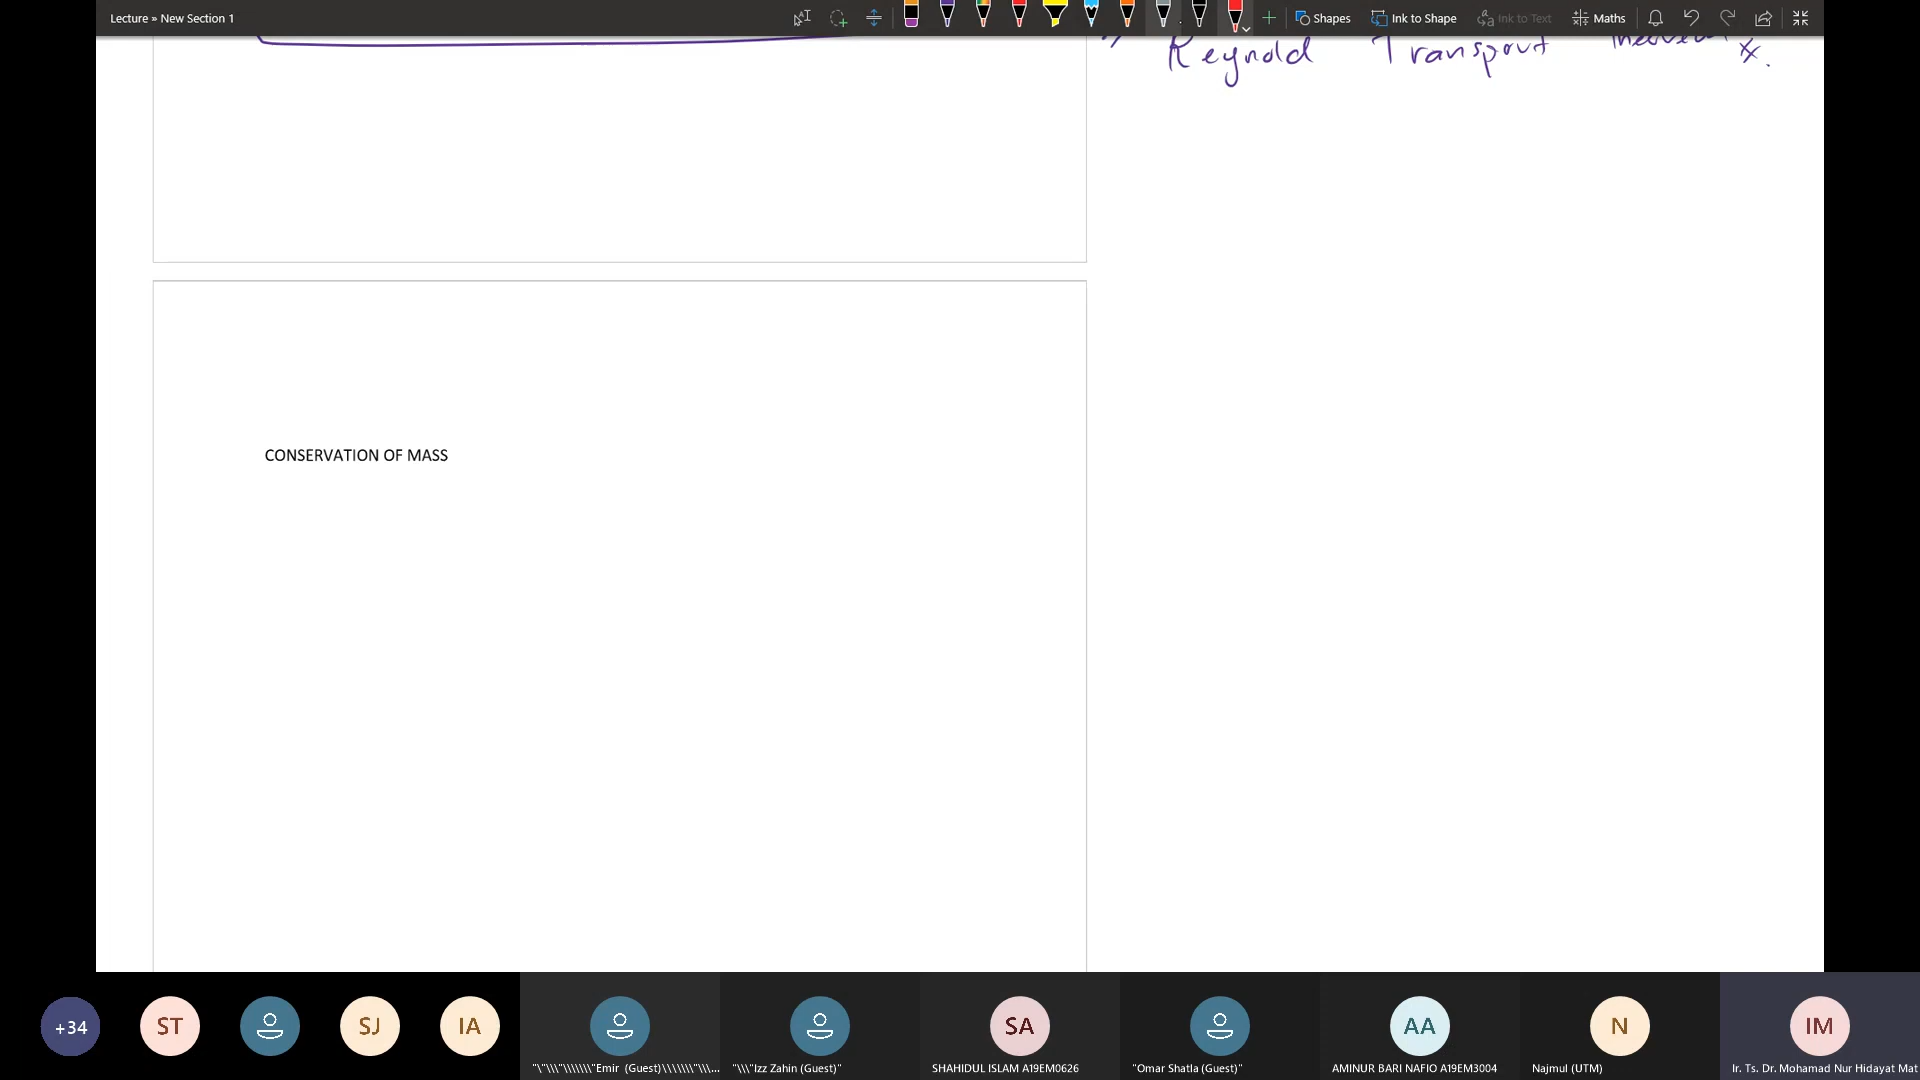 Lecture » New Section 1
Shapes
Ink to Shape
Ink to Text
Maths
Reynold Transport
CONSERVATION OF MASS
+34
ST
SJ
IA
SA
AA
N
IM
"\"\\\"\\\\\\\"Emir (Guest)\\\\\\\"\\\...
"\\\"Izz Zahin (Guest)"
SHAHIDUL ISLAM A19EM0626
"Omar Shatla (Guest)"
AMINUR BARI NAFIO A19EM3004
Najmul (UTM)
Ir. Ts. Dr. Mohamad Nur Hidayat Mat